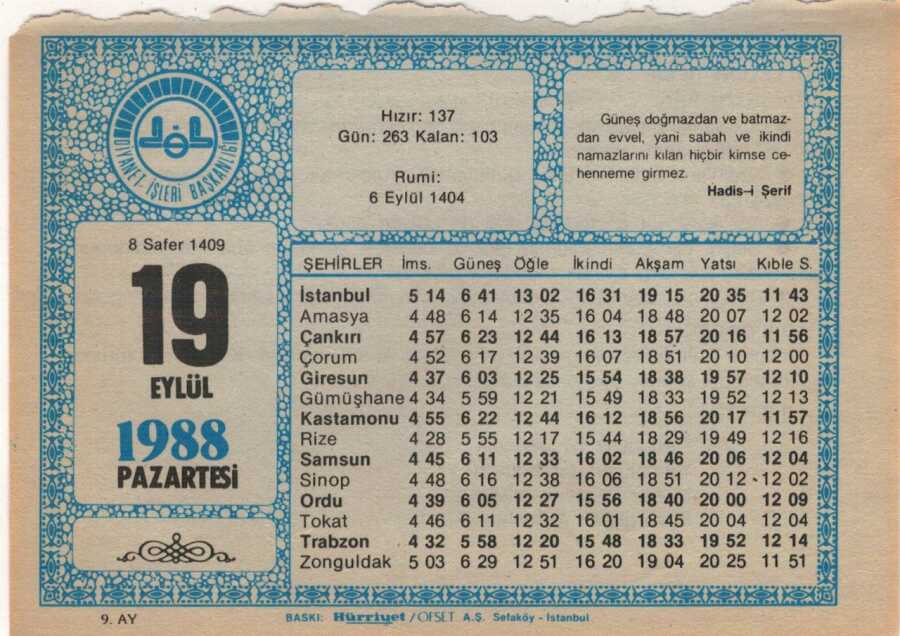 DİYANET İŞLERİ BAŞKANLIĞI
Hızır: 137
Gün: 263 Kalan: 103
Rumi:
6 Eylül 1404
Güneş doğmazdan ve batmaz-
dan evvel, yani sabah ve ikindi
namazlarını kılan hiçbir kimse ce-
henneme girmez.
Hadis-i Şerif
8 Safer 1409
19
EYLÜL
1988
PAZARTESİ
ŞEHİRLER İms. Güneş Öğle İkindi Akşam Yatsı Kıble S.
İstanbul 5 14 6 41 13 02 16 31 19 15 20 35 11 43
Amasya 4 48 6 14 12 35 16 04 18 48 20 07 12 02
Çankırı 4 57 6 23 12 44 16 13 18 57 20 16 11 56
Çorum 4 52 6 17 12 39 16 07 18 51 20 10 12 00
Giresun 4 37 6 03 12 25 15 54 18 38 19 57 12 10
Gümüşhane 4 34 5 59 12 21 15 49 18 33 19 52 12 13
Kastamonu 4 55 6 22 12 44 16 12 18 56 20 17 11 57
Rize 4 28 5 55 12 17 15 44 18 29 19 49 12 16
Samsun 4 45 6 11 12 33 16 02 18 46 20 06 12 04
Sinop 4 48 6 16 12 38 16 06 18 51 20 12 12 02
Ordu 4 39 6 05 12 27 15 56 18 40 20 00 12 09
Tokat 4 46 6 11 12 32 16 01 18 45 20 04 12 04
Trabzon 4 32 5 58 12 20 15 48 18 33 19 52 12 14
Zonguldak 5 03 6 29 12 51 16 20 19 04 20 25 11 51
9. AY
BASKI: Hürriyet / OFSET A.Ş. Sefaköy - İstanbul